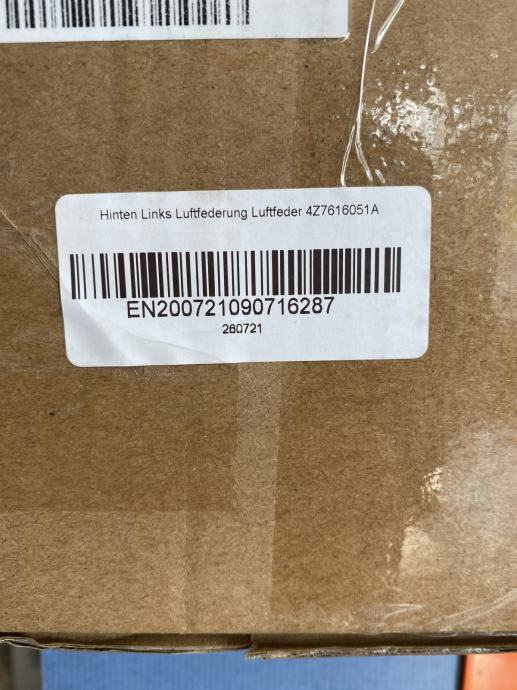 Hinten Links Luftfederung Luftfeder 4Z7616051A
EN200721090716287
260721